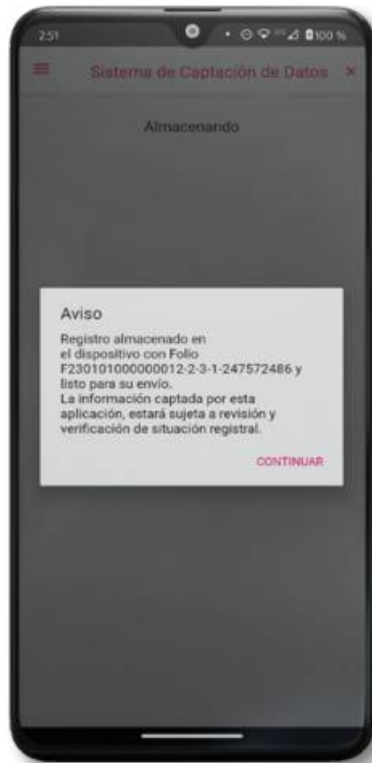 2:51
100 %
Sistema de Captación de Datos ×
Almacenando
Aviso
Registro almacenado en
el dispositivo con Folio
F230101000000012-2-3-1-247572486 y
listo para su envío.
La información captada por esta
aplicación, estará sujeta a revisión y
verificación de situación registral.
CONTINUAR